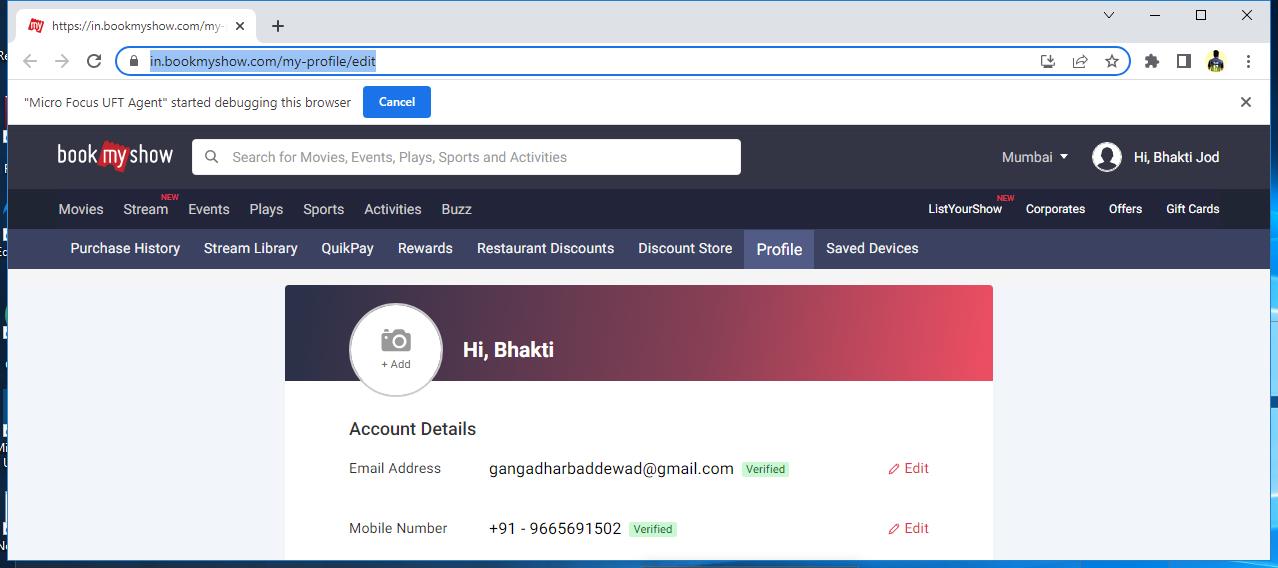 my https://in.bookmyshow.com/my-
in.bookmyshow.com/my-profile/edit
"Micro Focus UFT Agent" started debugging this browser Cancel
book my show Search for Movies, Events, Plays, Sports and Activities Mumbai Hi, Bhakti Jod
Movies Stream NEW Events Plays Sports Activities Buzz ListYourShow NEW Corporates Offers Gift Cards
Purchase History Stream Library QuikPay Rewards Restaurant Discounts Discount Store Profile Saved Devices
+ Add
Hi, Bhakti
Account Details
Email Address gangadharbaddewad@gmail.com Verified Edit
Mobile Number +91 - 9665691502 Verified Edit